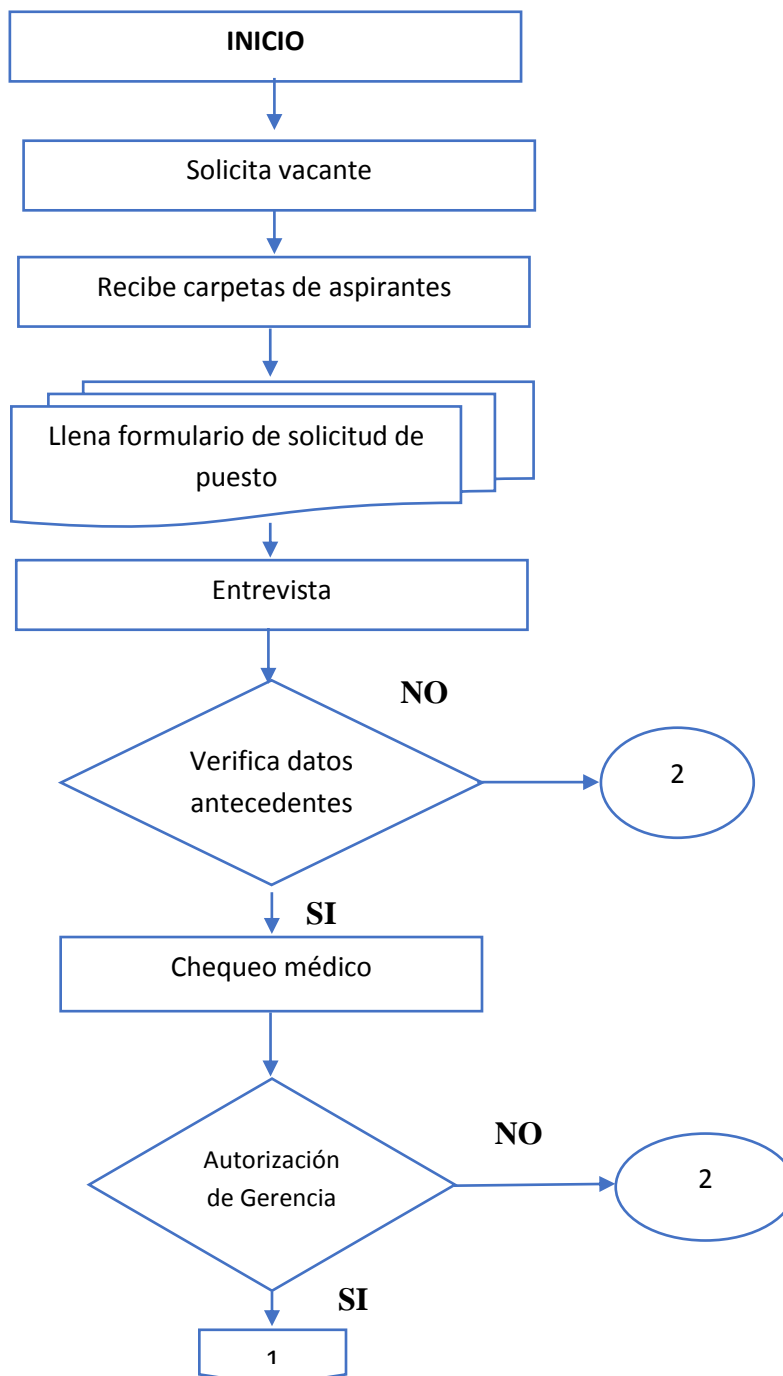 INICIO
Solicita vacante
Recibe carpetas de aspirantes
Llena formulario de solicitud de
puesto
Entrevista
NO
Verifica datos
antecedentes
2
SI
Chequeo médico
NO
Autorización
de Gerencia
2
SI
1